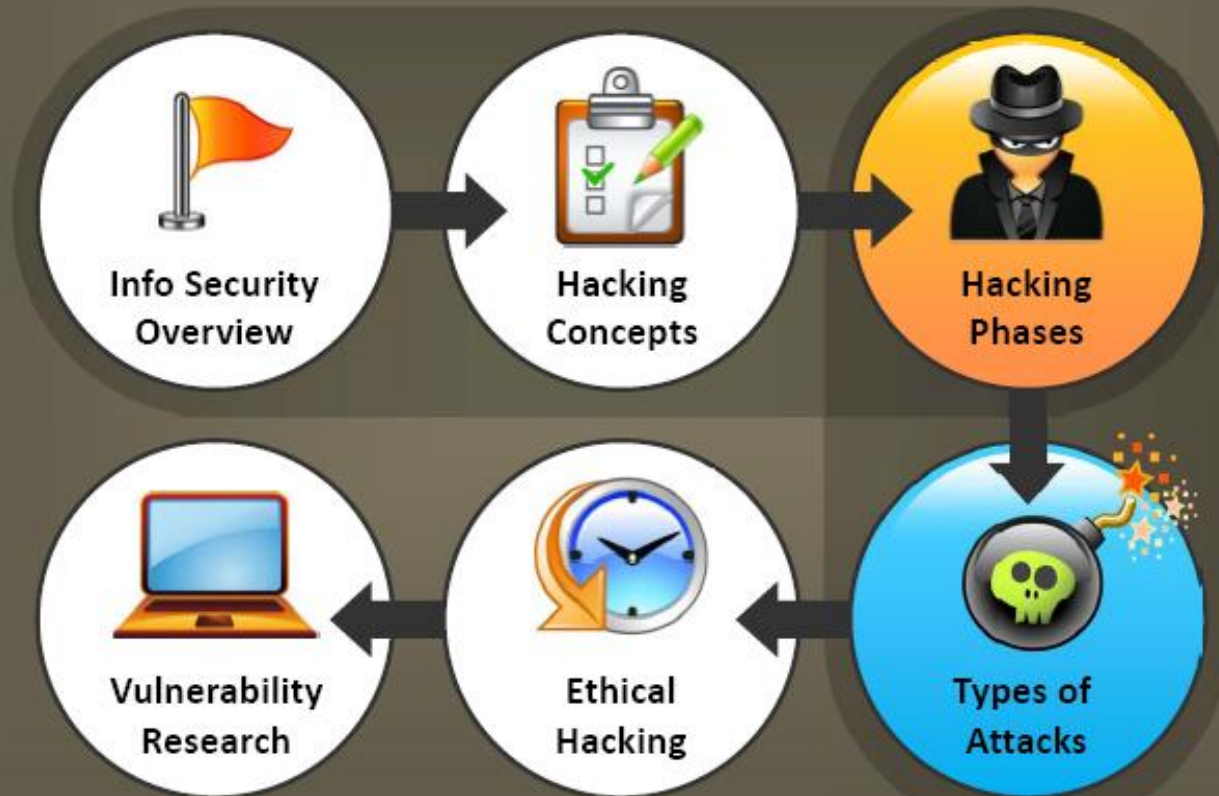 Info Security
Overview
Hacking
Concepts
Hacking
Phases
Types of
Attacks
Ethical
Hacking
Vulnerability
Research